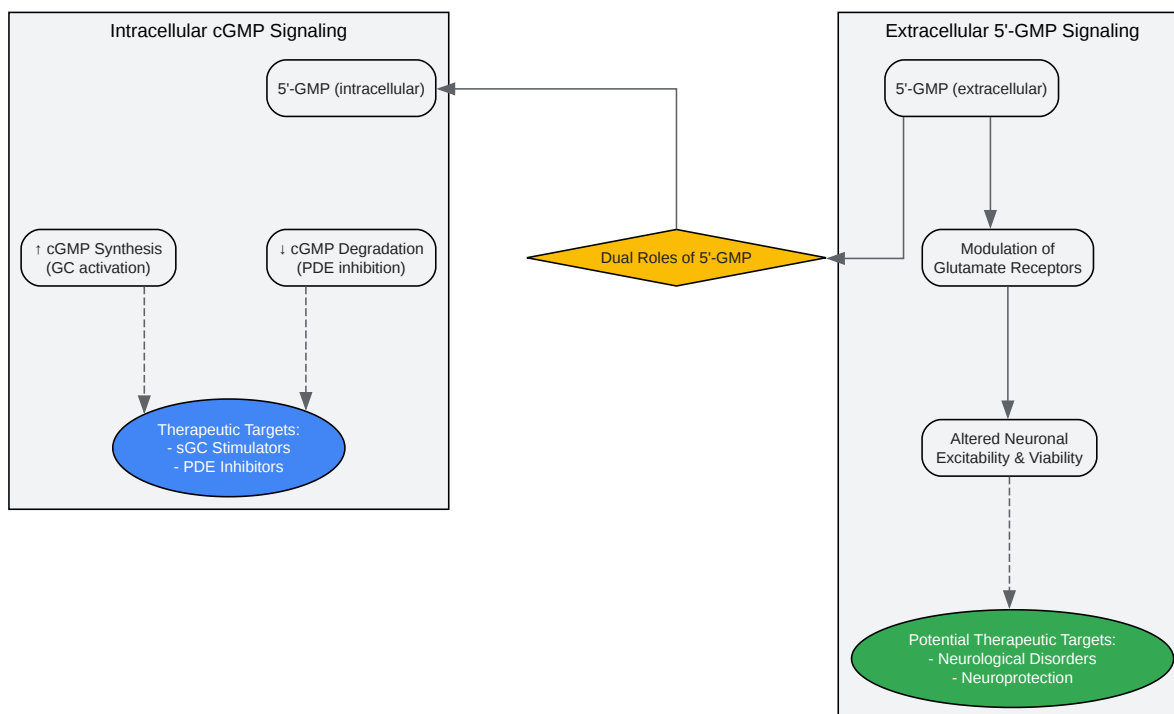 Intracellular cGMP Signaling
5'-GMP (intracellular)
↑ cGMP Synthesis
(GC activation)
↓ cGMP Degradation
(PDE inhibition)
Therapeutic Targets:
- sGC Stimulators
- PDE Inhibitors
Dual Roles of 5'-GMP
Extracellular 5'-GMP Signaling
5'-GMP (extracellular)
Modulation of
Glutamate Receptors
Altered Neuronal
Excitability & Viability
Potential Therapeutic Targets:
- Neurological Disorders
- Neuroprotection